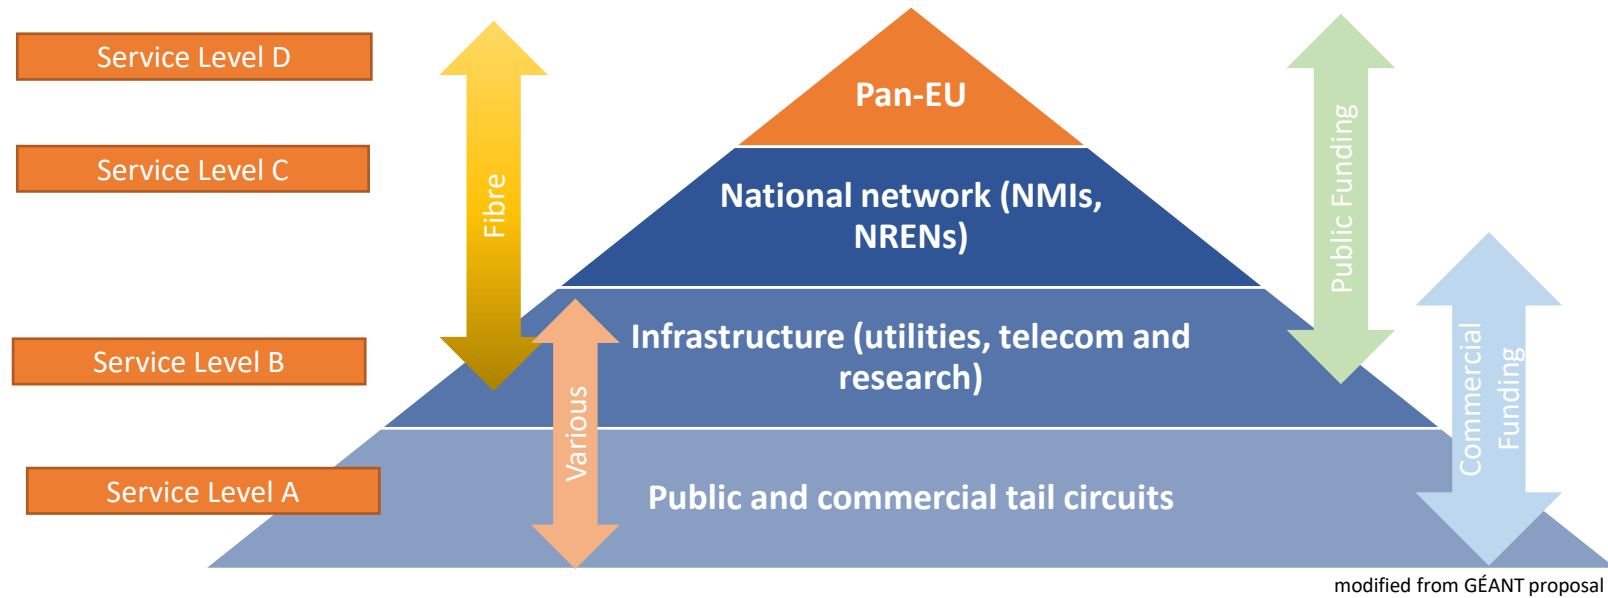 Service Level D
Pan-EU
Service Level C
National network (NMIs,
NRENs)
Fibre
Public Funding
Service Level B
Infrastructure (utilities, telecom and
research)
Various
Commercial
Funding
Service Level A
Public and commercial tail circuits
modified from GÉANT proposal